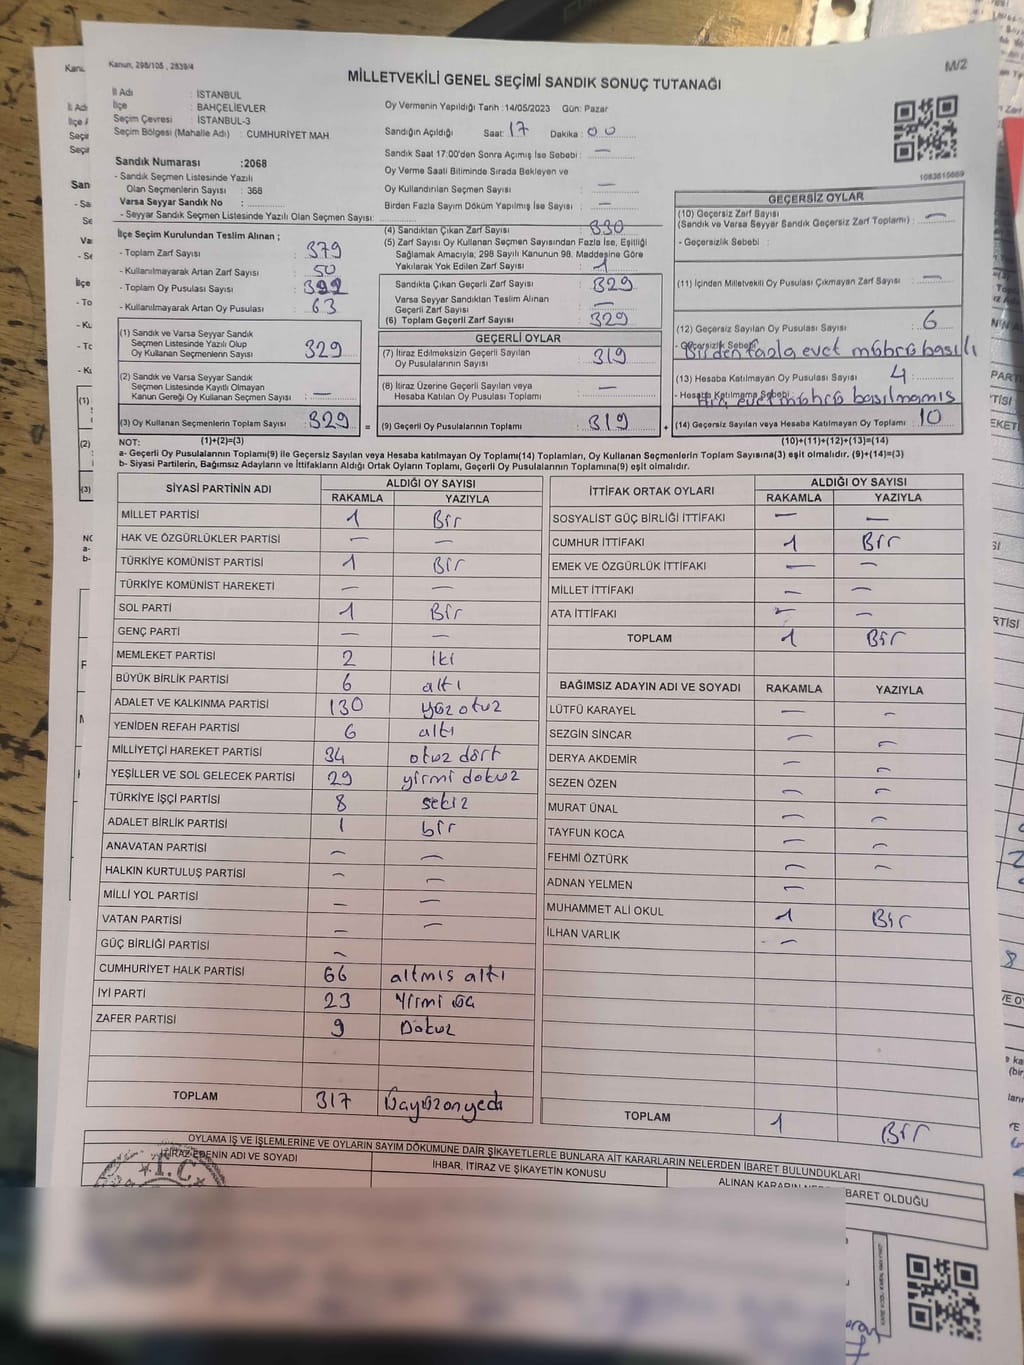 Kanun, 298/105 , 2839/4
M/2
MİLLETVEKİLİ GENEL SEÇİMİ SANDIK SONUÇ TUTANAĞI
İl Adı : İSTANBUL
İlçe : BAHÇELİEVLER
Seçim Çevresi : İSTANBUL-3
Seçim Bölgesi (Mahalle Adı) : CUMHURİYET MAH.
Sandık Numarası :2068
- Sandık Seçmen Listesinde Yazılı
Olan Seçmenlerin Sayısı : 368
Varsa Seyyar Sandık No :
- Seyyar Sandık Seçmen Listesinde Yazılı Olan Seçmen Sayısı:
Oy Vermenin Yapıldığı Tarih :14/05/2023 Gün: Pazar
Sandığın Açıldığı Saat: 17 Dakika: 00
Sandık Saat 17:00'den Sonra Açmış İse Sebebi : —
Oy Verme Saati Bitiminde Sırada Bekleyen ve
Oy Kullandırılan Seçmen Sayısı : —
Birden Fazla Sayım Döküm Yapılmış İse Sayısı : —
İlçe Seçim Kurulundan Teslim Alınan ;
- Toplam Zarf Sayısı : 379
- Kullanılmayarak Artan Zarf Sayısı : 50
- Toplam Oy Pusulası Sayısı : 392
- Kullanılmayarak Artan Oy Pusulası : 63
(1) Sandık ve Varsa Seyyar Sandık
Seçmen Listesinde Yazılı Olup
Oy Kullanan Seçmenlerin Sayısı : 329
(2) Sandık ve Varsa Seyyar Sandık
Seçmen Listesinde Kayıtlı Olmayan
Kanun Gereği Oy Kullanan Seçmen Sayısı : —
(3) Oy Kullanan Seçmenlerin Toplam Sayısı : 329
(4) Sandıktan Çıkan Zarf Sayısı : 330
(5) Zarf Sayısı Oy Kullanan Seçmen Sayısından Fazla İse, Eşitliği
Sağlamak Amacıyla; 298 Sayılı Kanunun 98. Maddesine Göre
Yakılarak Yok Edilen Zarf Sayısı : 1
Sandıkta Çıkan Geçerli Zarf Sayısı : 329
Varsa Seyyar Sandıktan Teslim Alınan
Geçerli Zarf Sayısı : —
(6) Toplam Geçerli Zarf Sayısı : 329
GEÇERLİ OYLAR
(7) İtiraz Edilmeksizin Geçerli Sayılan
Oy Pusulalarının Sayısı : 319
(8) İtiraz Üzerine Geçerli Sayılan veya
Hesaba Katılan Oy Pusulası Toplamı : —
= (9) Geçerli Oy Pusulalarının Toplamı : 319
1083615669
GEÇERSİZ OYLAR
(10) Geçersiz Zarf Sayısı
(Sandık ve Varsa Seyyar Sandık Geçersiz Zarf Toplamı) : —
- Geçersizlik Sebebi :
(11) İçinden Milletvekili Oy Pusulası Çıkmayan Zarf Sayısı : —
(12) Geçersiz Sayılan Oy Pusulası Sayısı : 6
- Geçersizlik Sebebi : Birden fazla evet mührü basılı
(13) Hesaba Katılmayan Oy Pusulası Sayısı : 4
- Hesaba Katılmama Sebebi : Hiç evet mührü basılmamış
+ (14) Geçersiz Sayılan veya Hesaba Katılmayan Oy Toplamı : 10
NOT: (1)+(2)=(3) (10)+(11)+(12)+(13)=(14)
a- Geçerli Oy Pusulalarının Toplamı(9) ile Geçersiz Sayılan veya Hesaba katılmayan Oy Toplamı(14) Toplamları, Oy Kullanan Seçmenlerin Toplam Sayısına(3) eşit olmalıdır. (9)+(14)=(3)
b- Siyasi Partilerin, Bağımsız Adayların ve İttifakların Aldığı Ortak Oyların Toplamı, Geçerli Oy Pusulalarının Toplamına(9) eşit olmalıdır.
SİYASİ PARTİNİN ADI ALDIĞI OY SAYISI
RAKAMLA YAZIYLA
MİLLET PARTİSİ 1 Bir
HAK VE ÖZGÜRLÜKLER PARTİSİ — —
TÜRKİYE KOMÜNİST PARTİSİ 1 Bir
TÜRKİYE KOMÜNİST HAREKETİ — —
SOL PARTİ 1 Bir
GENÇ PARTİ — —
MEMLEKET PARTİSİ 2 iki
BÜYÜK BİRLİK PARTİSİ 6 altı
ADALET VE KALKINMA PARTİSİ 130 yüzotuz
YENİDEN REFAH PARTİSİ 6 altı
MİLLİYETÇİ HAREKET PARTİSİ 34 otuz dört
YEŞİLLER VE SOL GELECEK PARTİSİ 29 yirmi dokuz
TÜRKİYE İŞÇİ PARTİSİ 8 sekiz
ADALET BİRLİK PARTİSİ 1 bir
ANAVATAN PARTİSİ — —
HALKIN KURTULUŞ PARTİSİ — —
MİLLİ YOL PARTİSİ — —
VATAN PARTİSİ — —
GÜÇ BİRLİĞİ PARTİSİ —
CUMHURİYET HALK PARTİSİ 66 altmış altı
İYİ PARTİ 23 Yirmi üç
ZAFER PARTİSİ 9 Dokuz
TOPLAM 317 Üçyüzonyedi
İTTİFAK ORTAK OYLARI ALDIĞI OY SAYISI
RAKAMLA YAZIYLA
SOSYALİST GÜÇ BİRLİĞİ İTTİFAKI — —
CUMHUR İTTİFAKI 1 Bir
EMEK VE ÖZGÜRLÜK İTTİFAKI — —
MİLLET İTTİFAKI — —
ATA İTTİFAKI — —
TOPLAM 1 Bir
BAĞIMSIZ ADAYIN ADI VE SOYADI RAKAMLA YAZIYLA
LÜTFÜ KARAYEL — —
SEZGİN SİNCAR — —
DERYA AKDEMİR — —
SEZEN ÖZEN — —
MURAT ÜNAL — —
TAYFUN KOCA — —
FEHMİ ÖZTÜRK — —
ADNAN YELMEN —
MUHAMMET ALİ OKUL 1 Bir
İLHAN VARLIK —
TOPLAM 1 Bir
OYLAMA İŞ VE İŞLEMLERİNE VE OYLARIN SAYIM DÖKÜMUNE DAİR ŞİKAYETLERLE BUNLARA AİT KARARLARIN NELERDEN İBARET BULUNDUKLARI
İTİRAZ EDENİN ADI VE SOYADI
İHBAR, İTİRAZ VE ŞİKAYETİN KONUSU
BARET OLDUĞU
T.C.